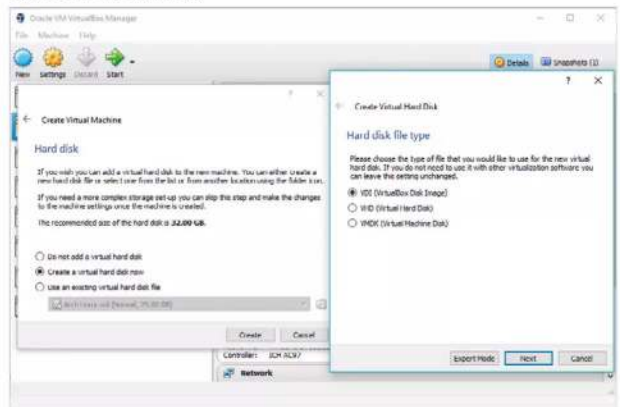 Oracle VM VirtualBox Manager
File Machine Help
New Settings Discard Start
Details Snapshots (1)
Create Virtual Machine
Hard disk
If you wish you can add a virtual hard disk to the new machine. You can either create a
new hard disk file or select one from the list or from another location using the folder icon.
If you need a more complex storage set-up you can skip this step and make the changes
to the machine settings once the machine is created.
The recommended size of the hard disk is 32.00 GB.
Do not add a virtual hard disk
Create a virtual hard disk now
Use an existing virtual hard disk file
Create Cancel
Controller: ICH AC97
Network
? ×
Create Virtual Hard Disk
Hard disk file type
Please choose the type of file that you would like to use for the new virtual
hard disk. If you do not need to use it with other virtualization software you
can leave this setting unchanged.
VDI (VirtualBox Disk Image)
VHD (Virtual Hard Disk)
VMDK (Virtual Machine Disk)
Expert Mode Next Cancel